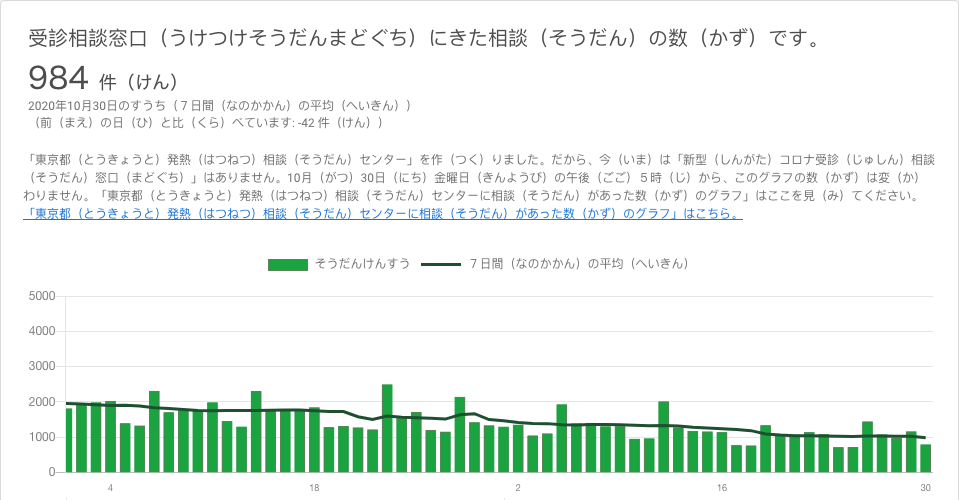 受診相談窓口（うけつけそうだんまどぐち）にきた相談（そうだん）の数（かず）です。
984 件（けん）
2020年10月30日のすうち（７日間（なのかかん）の平均（へいきん））
（前（まえ）の日（ひ）と比（くら）べています: -42 件（けん））
「東京都（とうきょうと）発熱（はつねつ）相談（そうだん）センター」を作（つく）りました。だから、今（いま）は「新型（しんがた）コロナ受診（じゅしん）相談
（そうだん）窓口（まどぐち）」はありません。10月（がつ）30日（にち）金曜日（きんようび）の午後（ごご）５時（じ）から、このグラフの数（かず）は変（か）
わりません。「東京都（とうきょうと）発熱（はつねつ）相談（そうだん）センターに相談（そうだん）があった数（かず）のグラフ」はここを見（み）てください。
「東京都（とうきょうと）発熱（はつねつ）相談（そうだん）センターに相談（そうだん）があった数（かず）のグラフ」はこちら。
そうだんけんすう ７日間（なのかかん）の平均（へいきん）
5000
4000
3000
2000
1000
0
4 18 2 16 30